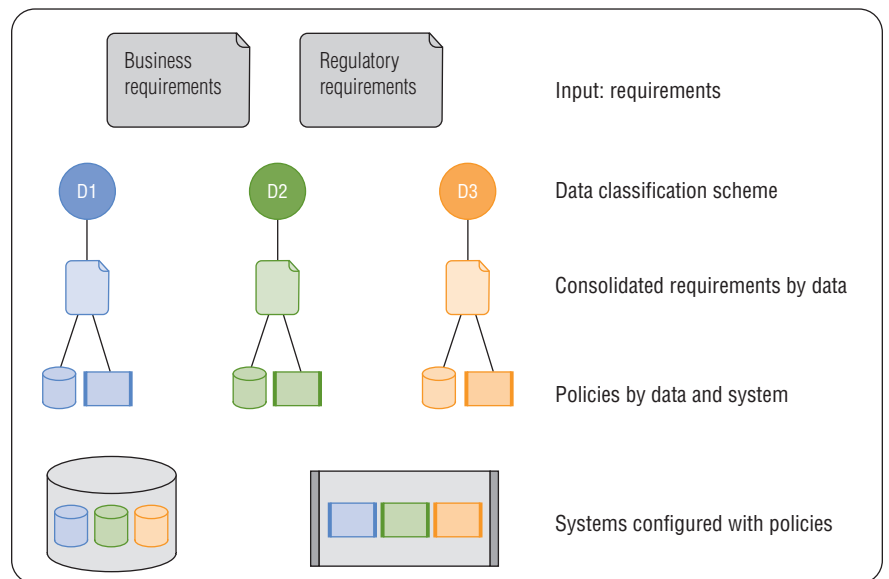 Business
requirements
Regulatory
requirements
Input: requirements
D1
D2
D3
Data classification scheme
Consolidated requirements by data
Policies by data and system
Systems configured with policies